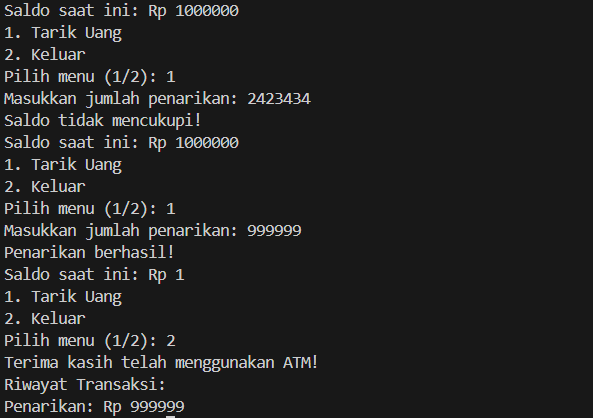 Saldo saat ini: Rp 1000000
1. Tarik Uang
2. Keluar
Pilih menu (1/2): 1
Masukkan jumlah penarikan: 2423434
Saldo tidak mencukupi!
Saldo saat ini: Rp 1000000
1. Tarik Uang
2. Keluar
Pilih menu (1/2): 1
Masukkan jumlah penarikan: 999999
Penarikan berhasil!
Saldo saat ini: Rp 1
1. Tarik Uang
2. Keluar
Pilih menu (1/2): 2
Terima kasih telah menggunakan ATM!
Riwayat Transaksi:
Penarikan: Rp 999999